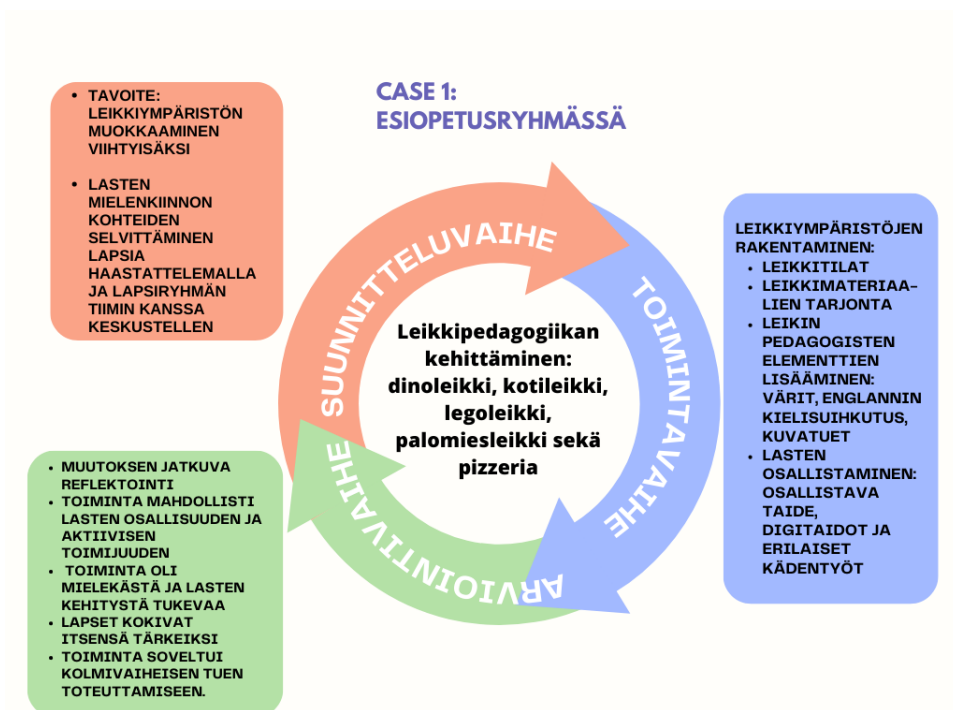 CASE 1:
ESIOPETUSRYHMÄSSÄ
• TAVOITE:
LEIKKIYMPÄRISTÖN
MUOKKAAMINEN
VIIHTYISÄKSI
• LASTEN
MIELENKIINNON
KOHTEIDEN
SELVITTÄMINEN
LAPSIA
HAASTATTELEMALLA
JA LAPSIRYHMÄN
TIIMIN KANSSA
KESKUSTELLEN
SUUNNITTELUVAIHE
TOIMINTAVAIHE
ARVIOINTIVAIHE
Leikkipedagogiikan
kehittäminen:
dinoleikki, kotileikki,
legoleikki,
palomiesleikki sekä
pizzeria
LEIKKIYMPÄRISTÖJEN
RAKENTAMINEN:
• LEIKKITILAT
• LEIKKIMATERIAA-
LIEN TARJONTA
• LEIKIN
PEDAGOGISTEN
ELEMENTTIEN
LISÄÄMINEN:
VÄRIT, ENGLANNIN
KIELISUIHKUTUS,
KUVATUET
• LASTEN
OSALLISTAMINEN:
OSALLISTAVA
TAIDE,
DIGITAIDOT JA
ERILAISET
KÄDENTYÖT
• MUUTOKSEN JATKUVA
REFLEKTOINTI
• TOIMINTA MAHDOLLISTI
LASTEN OSALLISUUDEN JA
AKTIIVISEN
TOIMIJUUDEN
• TOIMINTA OLI
MIELEKÄSTÄ JA LASTEN
KEHITYSTÄ TUKEVAA
• LAPSET KOKIVAT
ITSENSÄ TÄRKEIKSI
• TOIMINTA SOVELTUI
KOLMIVAIHEISEN TUEN
TOTEUTTAMISEEN.